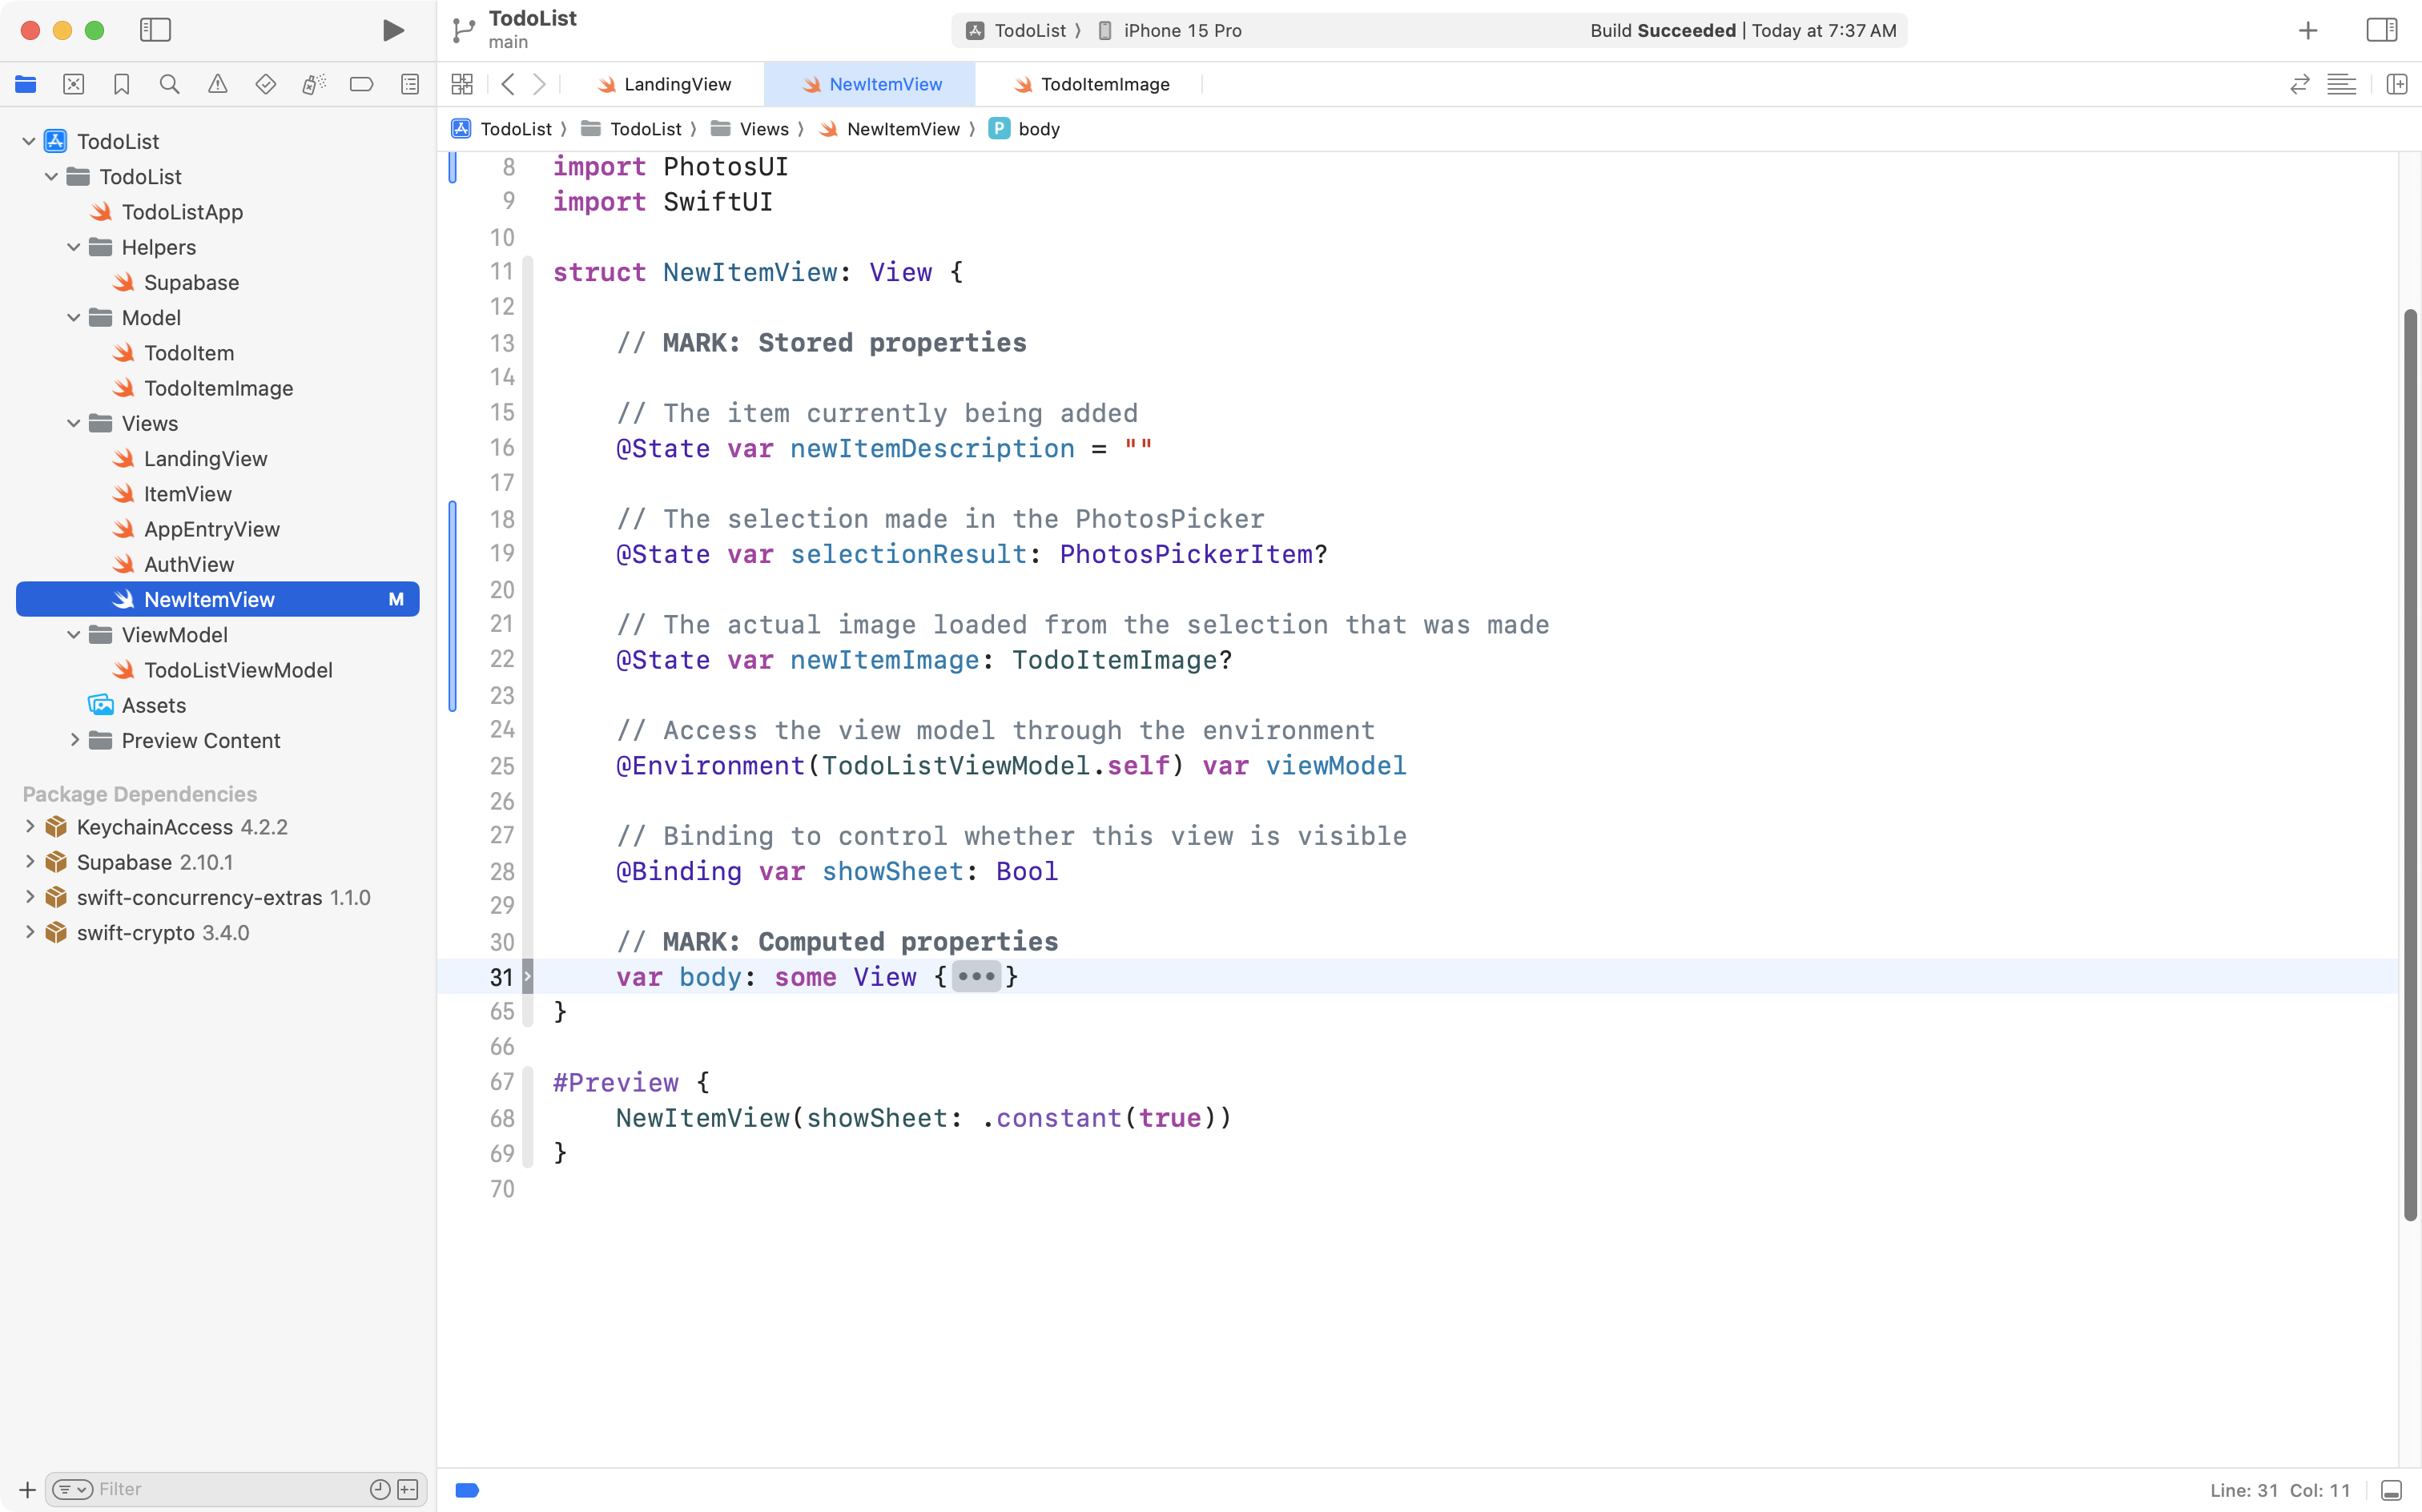 TodoList
main
TodoList ⟩ iPhone 15 Pro
Build Succeeded | Today at 7:37 AM
LandingView
NewItemView
TodoItemImage
TodoList ⟩ TodoList ⟩ Views ⟩ NewItemView ⟩ P body
TodoList
TodoList
TodoListApp
Helpers
Supabase
Model
TodoItem
TodoItemImage
Views
LandingView
ItemView
AppEntryView
AuthView
NewItemView M
ViewModel
TodoListViewModel
Assets
Preview Content
Package Dependencies
KeychainAccess 4.2.2
Supabase 2.10.1
swift-concurrency-extras 1.1.0
swift-crypto 3.4.0
Filter
8 import PhotosUI
9 import SwiftUI
10
11 struct NewItemView: View {
12
13 // MARK: Stored properties
14
15 // The item currently being added
16 @State var newItemDescription = ""
17
18 // The selection made in the PhotosPicker
19 @State var selectionResult: PhotosPickerItem?
20
21 // The actual image loaded from the selection that was made
22 @State var newItemImage: TodoItemImage?
23
24 // Access the view model through the environment
25 @Environment(TodoListViewModel.self) var viewModel
26
27 // Binding to control whether this view is visible
28 @Binding var showSheet: Bool
29
30 // MARK: Computed properties
31 var body: some View {•••}
65 }
66
67 #Preview {
68 NewItemView(showSheet: .constant(true))
69 }
70
Line: 31 Col: 11